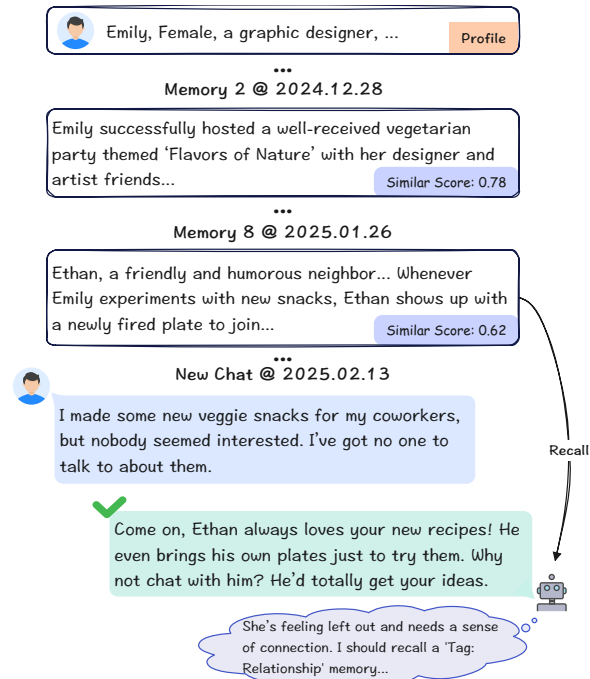 Emily, Female, a graphic designer, ...
Profile
...
Memory 2 @ 2024.12.28
Emily successfully hosted a well-received vegetarian
party themed ‘Flavors of Nature’ with her designer and
artist friends...
Similar Score: 0.78
...
Memory 8 @ 2025.01.26
Ethan, a friendly and humorous neighbor... Whenever
Emily experiments with new snacks, Ethan shows up with
a newly fired plate to join...
Similar Score: 0.62
...
New Chat @ 2025.02.13
I made some new veggie snacks for my coworkers,
but nobody seemed interested. I’ve got no one to
talk to about them.
Recall
Come on, Ethan always loves your new recipes! He
even brings his own plates just to try them. Why
not chat with him? He’d totally get your ideas.
She’s feeling left out and needs a sense
of connection. I should recall a 'Tag:
Relationship' memory...